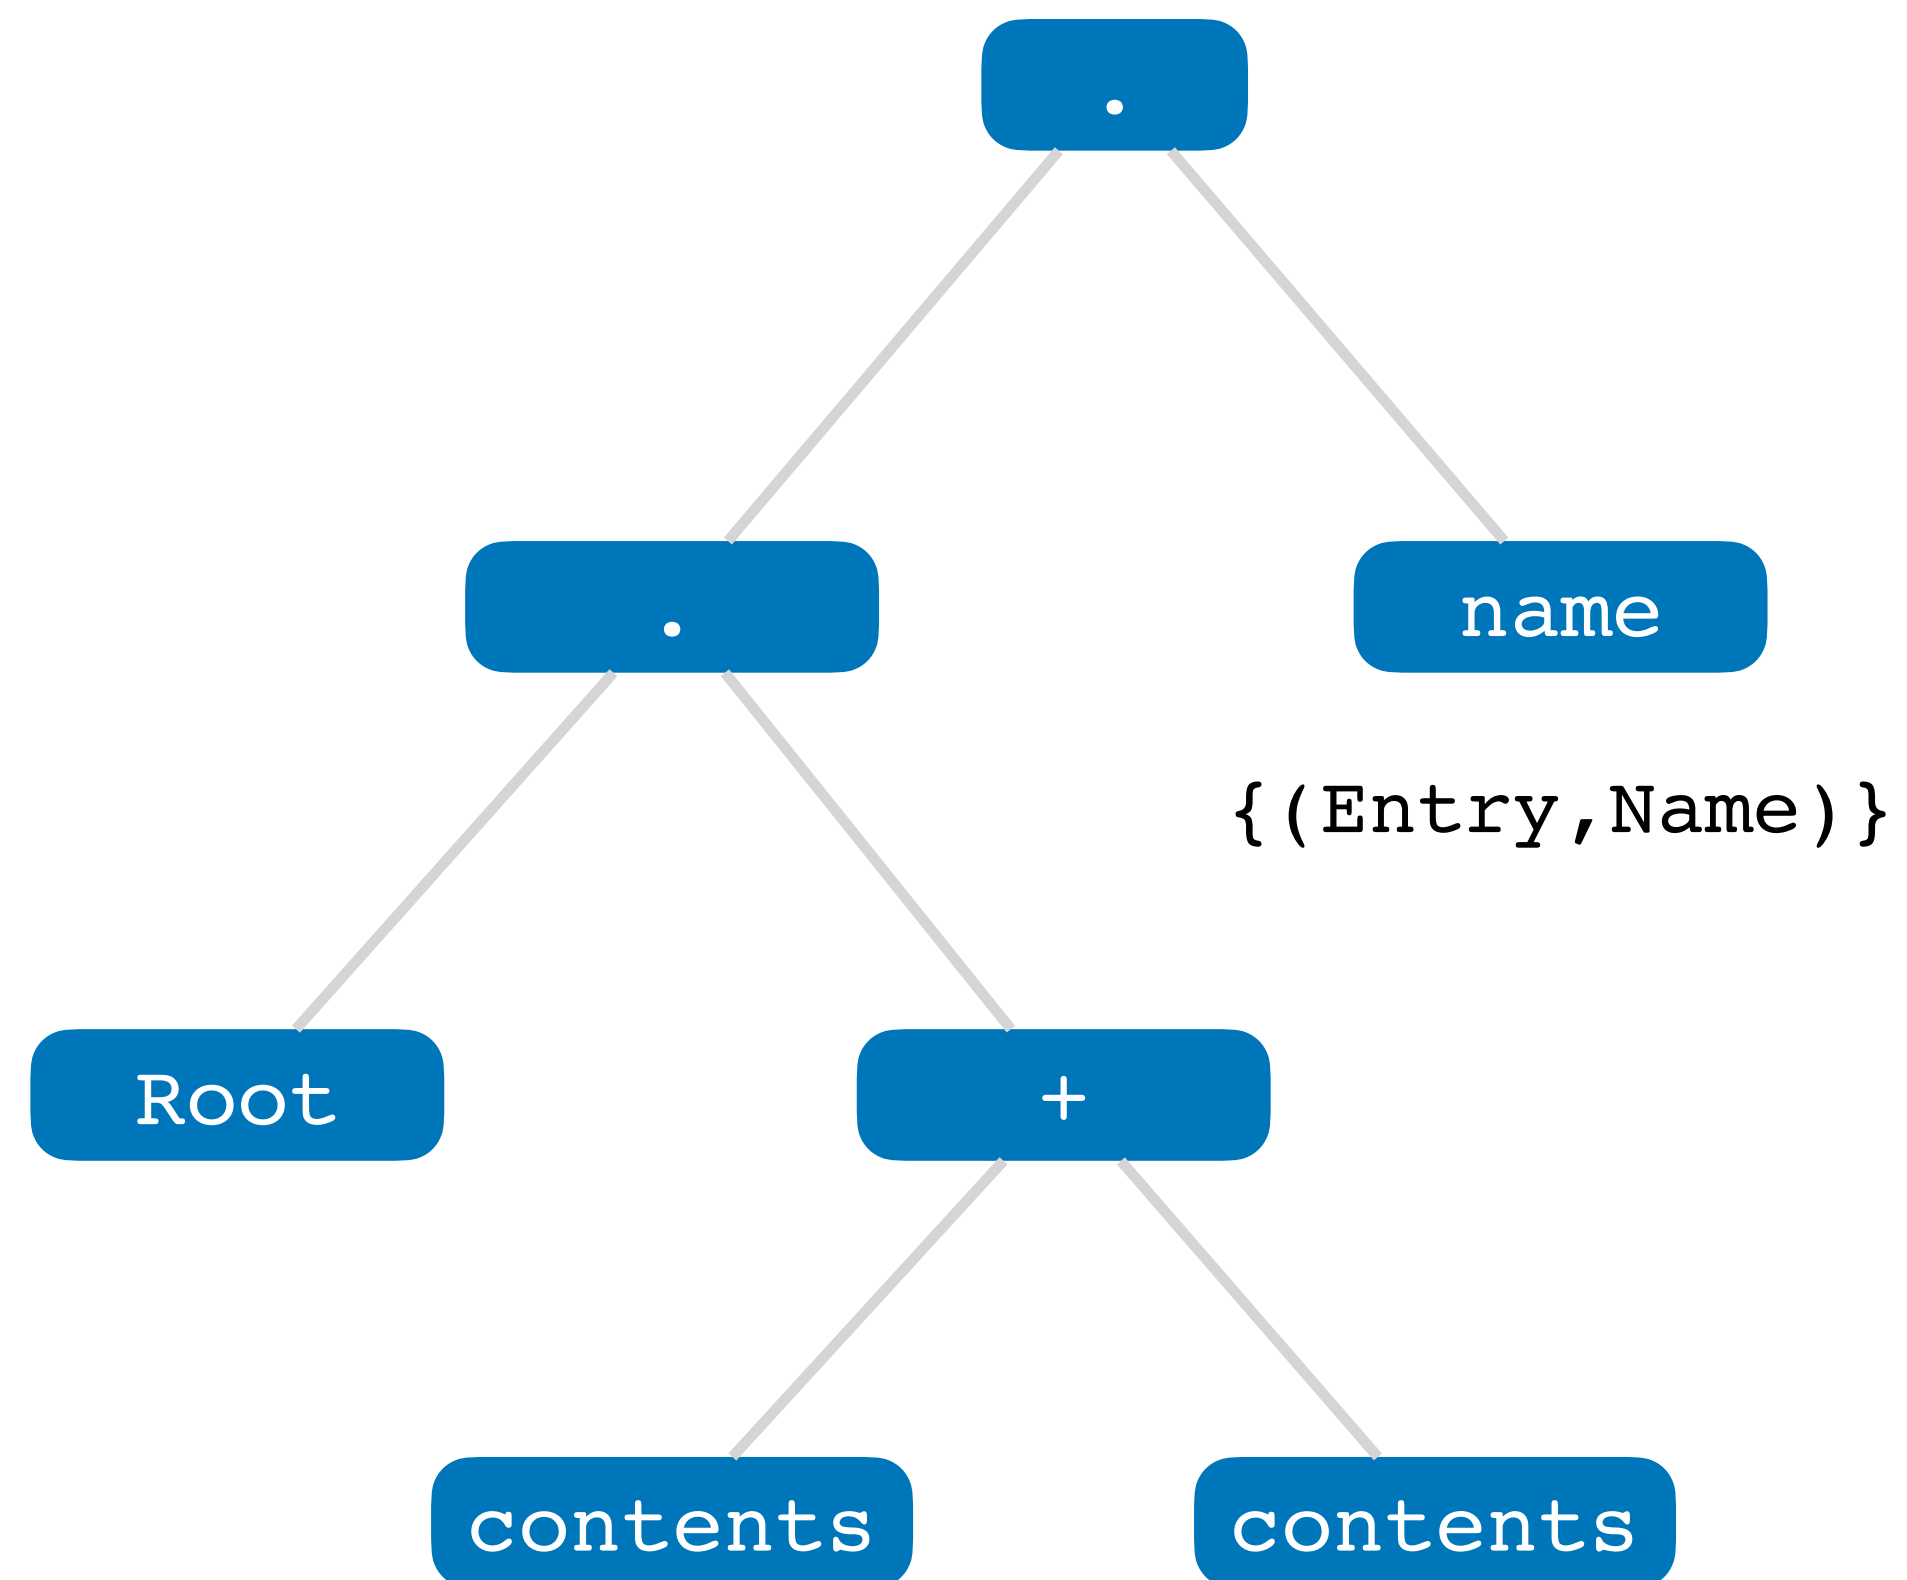 .
.
name
{(Entry,Name)}
Root
+
contents
contents